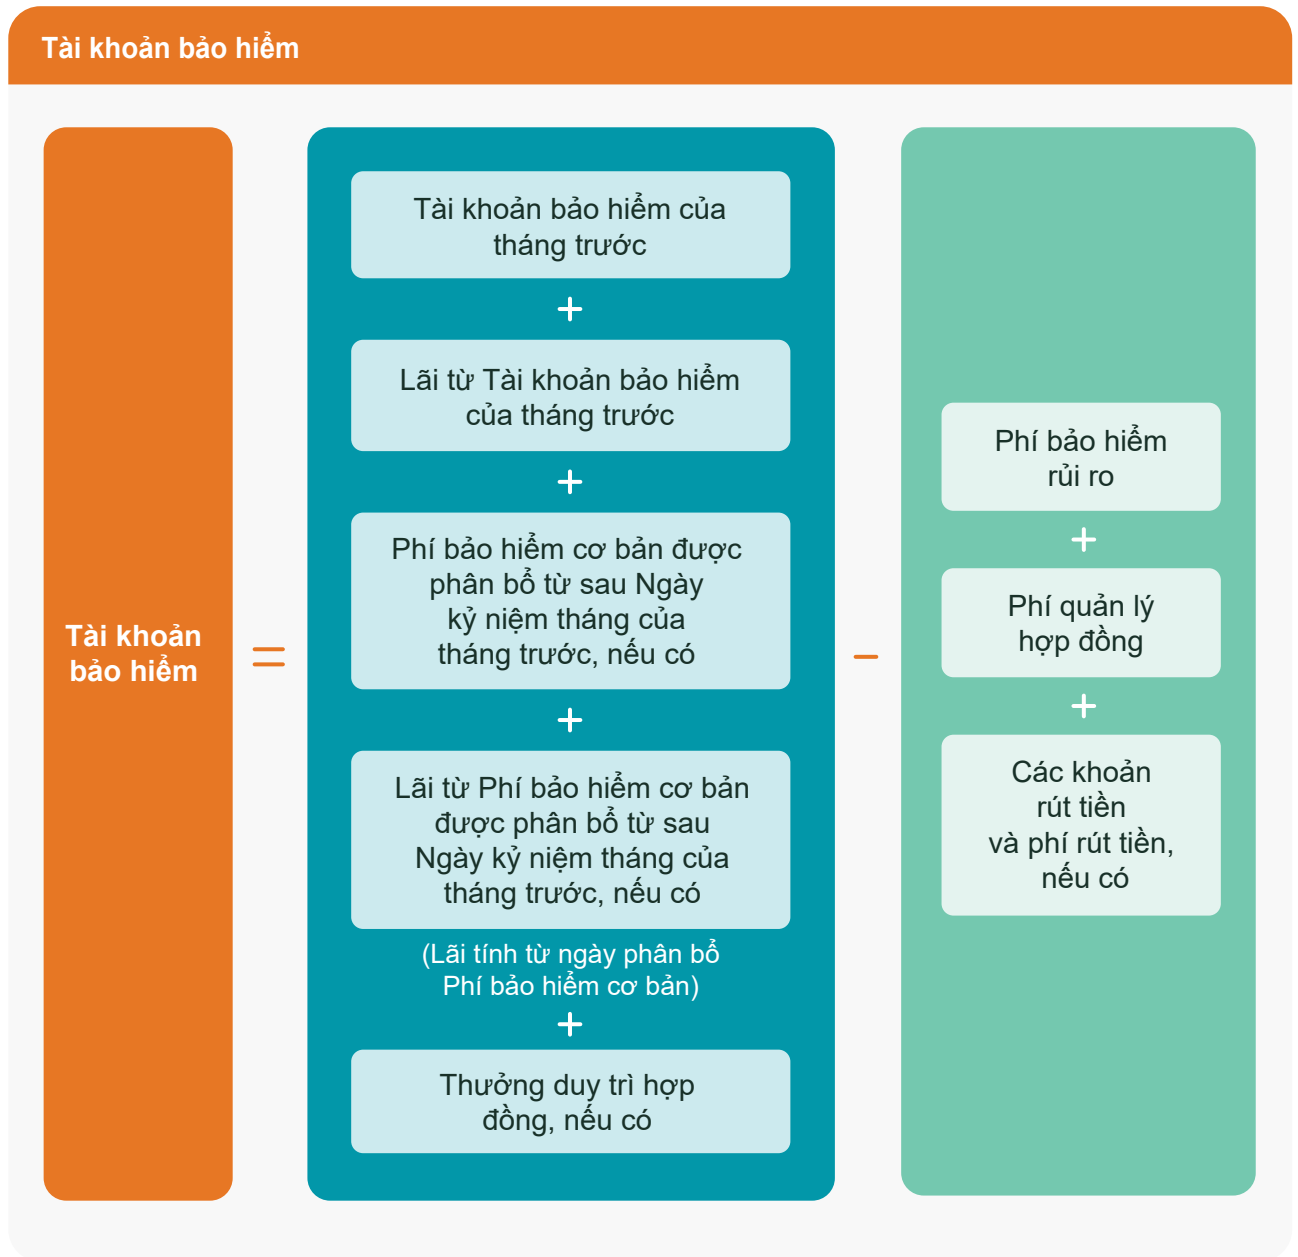 Tài khoản bảo hiểm
Tài khoản
bảo hiểm
=
Tài khoản bảo hiểm của
tháng trước
+
Lãi từ Tài khoản bảo hiểm
của tháng trước
+
Phí bảo hiểm cơ bản được
phân bổ từ sau Ngày
kỷ niệm tháng của
tháng trước, nếu có
+
Lãi từ Phí bảo hiểm cơ bản
được phân bổ từ sau
Ngày kỷ niệm tháng của
tháng trước, nếu có
(Lãi tính từ ngày phân bổ
Phí bảo hiểm cơ bản)
+
Thưởng duy trì hợp
đồng, nếu có
-
Phí bảo hiểm
rủi ro
+
Phí quản lý
hợp đồng
+
Các khoản
rút tiền
và phí rút tiền,
nếu có